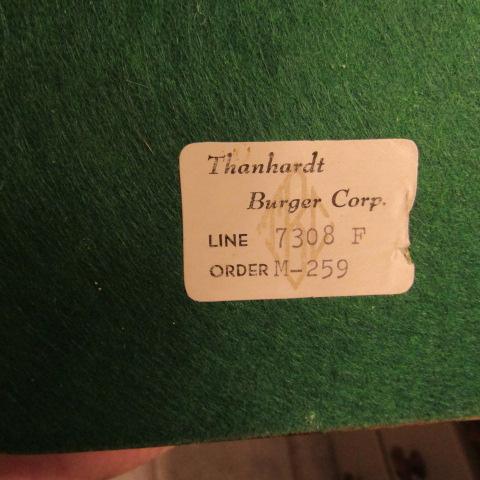 Thanhardt
Burger Corp.
LINE 7308 F
ORDER M-259